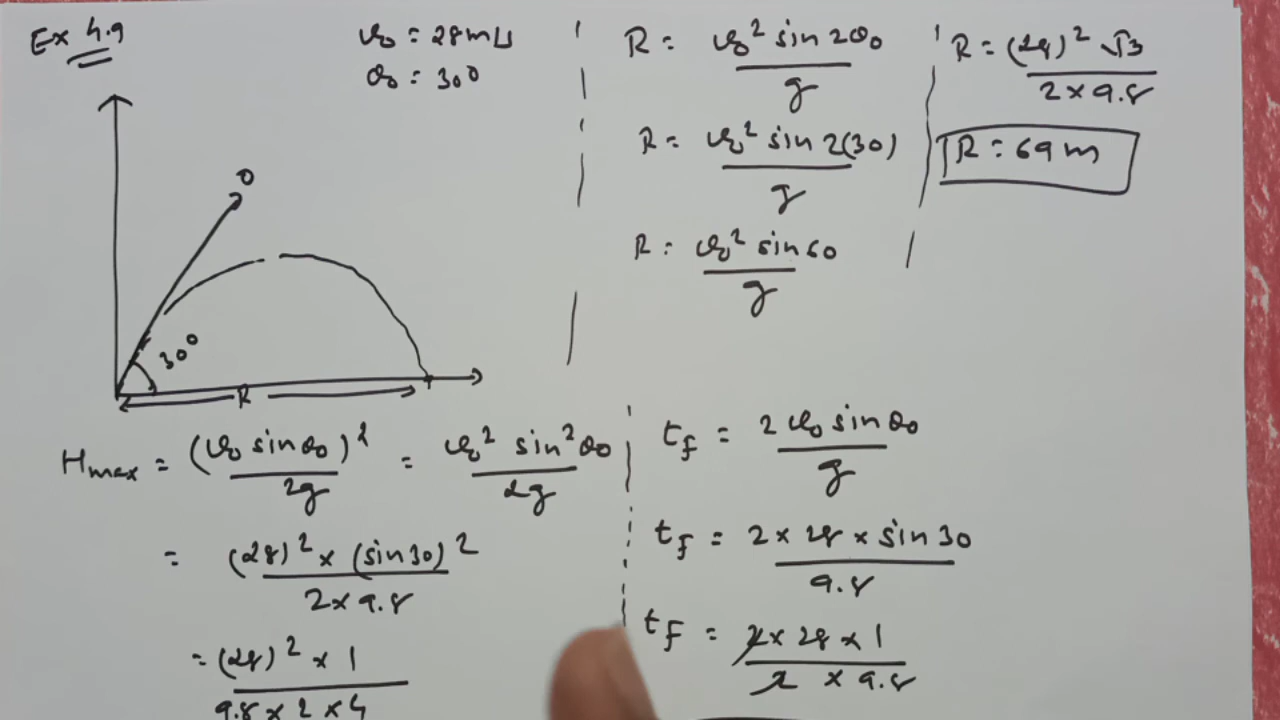 Ex 4.9
v₀ = 28 m/s
θ₀ = 30°
θ
30°
R
R = v₀² sin 2θ₀ / g
R = v₀² sin 2(30) / g
R = v₀² sin 60 / g
R = (28)² √3 / 2 × 9.8
R = 69 m
Hmax = (v₀ sin θ₀)² / 2g = v₀² sin² θ₀ / 2g
= (28)² × (sin 30)² / 2 × 9.8
= (28)² × 1 / 9.8 × 2 × 4
t_f = 2 v₀ sin θ₀ / g
t_f = 2 × 28 × sin 30 / 9.8
t_f = 2 × 28 × 1 / 2 × 9.8